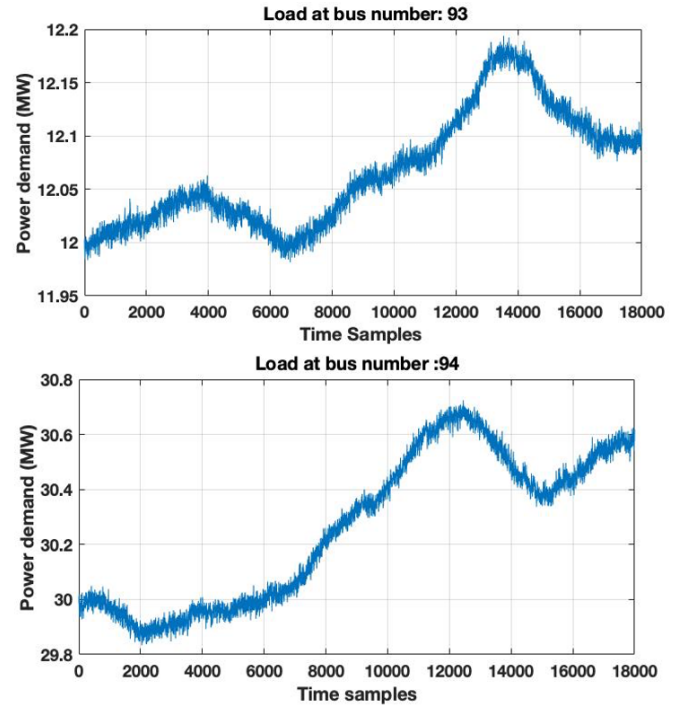 Load at bus number: 93
Power demand (MW)
12.2
12.15
12.1
12.05
12
11.95
0 2000 4000 6000 8000 10000 12000 14000 16000 18000
Time Samples
Load at bus number :94
Power demand (MW)
30.8
30.6
30.4
30.2
30
29.8
0 2000 4000 6000 8000 10000 12000 14000 16000 18000
Time samples